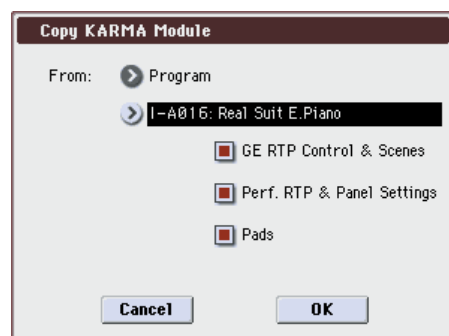 Copy KARMA Module
From: Program
I-A016: Real Suit E.Piano
GE RTP Control & Scenes
Perf. RTP & Panel Settings
Pads
Cancel OK